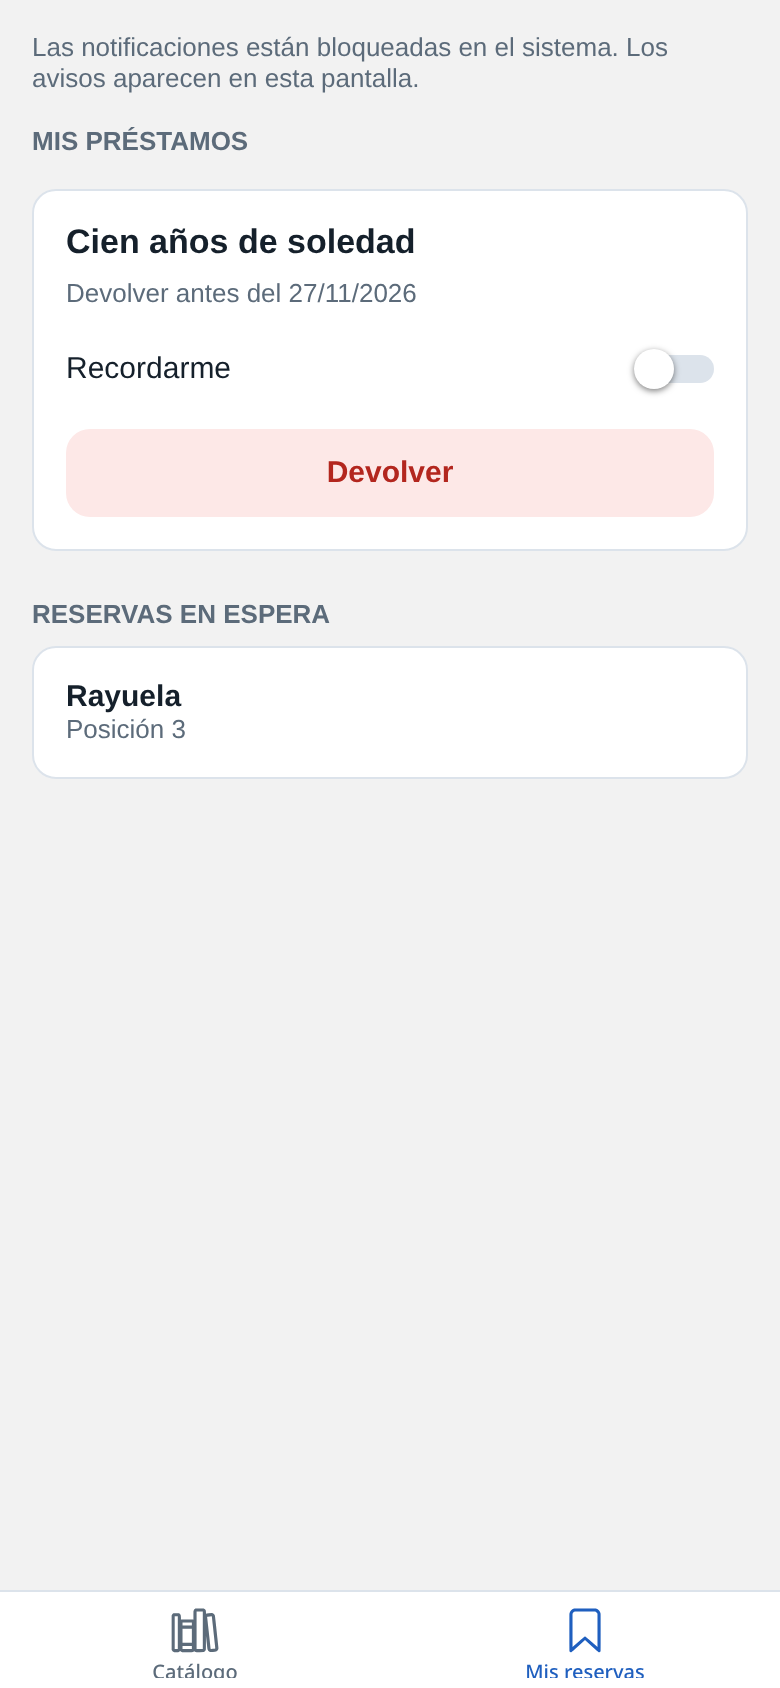 Las notificaciones están bloqueadas en el sistema. Los
avisos aparecen en esta pantalla.
MIS PRÉSTAMOS
Cien años de soledad
Devolver antes del 27/11/2026
Recordarme
Devolver
RESERVAS EN ESPERA
Rayuela
Posición 3
Catálogo
Mis reservas